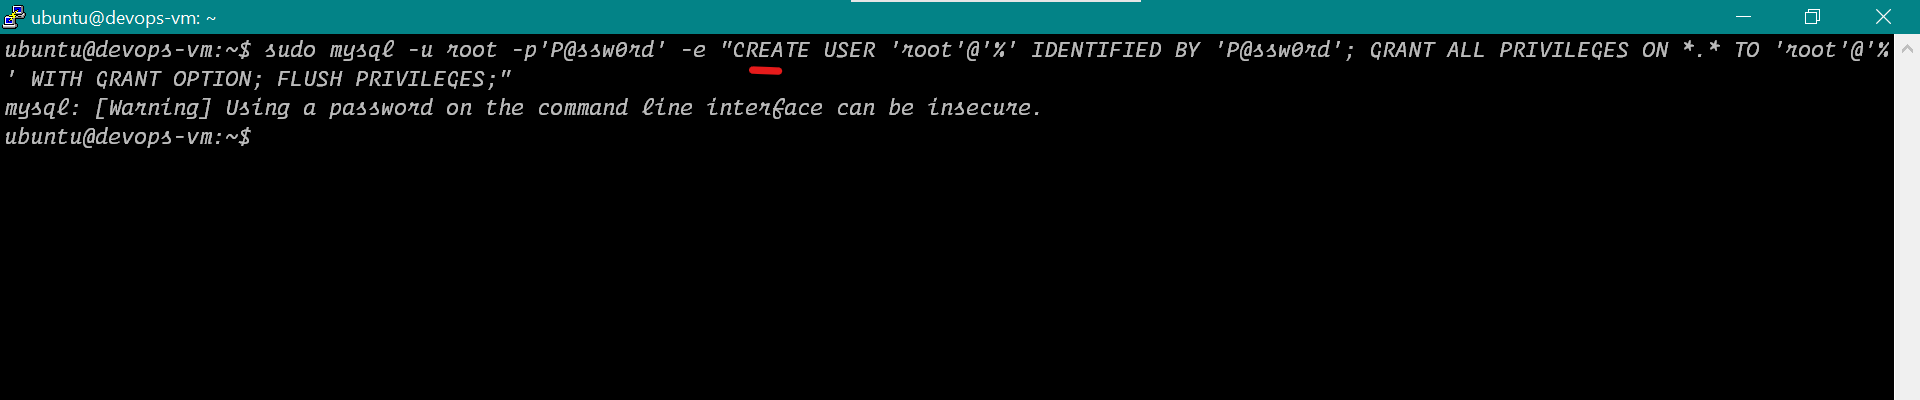 ubuntu@devops-vm: ~
ubuntu@devops-vm:~$ sudo mysql -u root -p'P@ssw0rd' -e "CREATE USER 'root'@'%' IDENTIFIED BY 'P@ssw0rd'; GRANT ALL PRIVILEGES ON *.* TO 'root'@'%
' WITH GRANT OPTION; FLUSH PRIVILEGES;"
mysql: [Warning] Using a password on the command line interface can be insecure.
ubuntu@devops-vm:~$